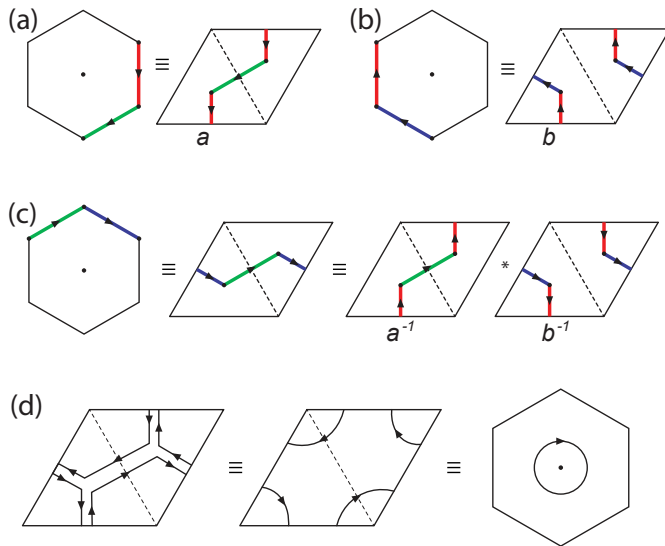 (a) ≡ (b) ≡
a b
(c) ≡ ≡ *
a⁻¹ b⁻¹
(d) ≡ ≡